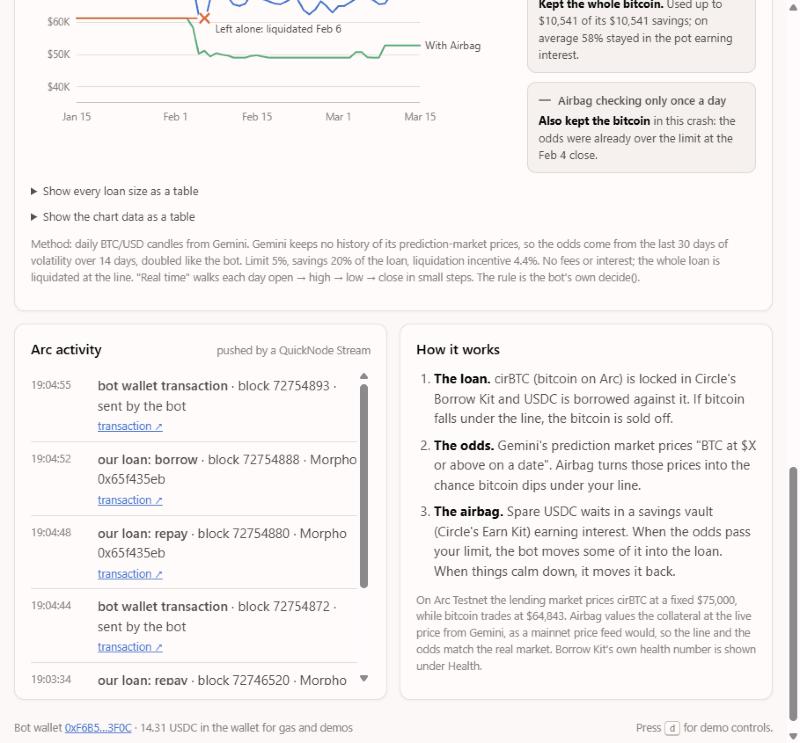 $60K
$50K
$40K
Left alone: liquidated Feb 6
With Airbag
Jan 15
Feb 1
Feb 15
Mar 1
Mar 15
Kept the whole bitcoin. Used up to
$10,541 of its $10,541 savings; on
average 58% stayed in the pot earning
interest.
— Airbag checking only once a day
Also kept the bitcoin in this crash: the
odds were already over the limit at the
Feb 4 close.
▶ Show every loan size as a table
▶ Show the chart data as a table
Method: daily BTC/USD candles from Gemini. Gemini keeps no history of its prediction-market prices, so the odds come from the last 30 days of
volatility over 14 days, doubled like the bot. Limit 5%, savings 20% of the loan, liquidation incentive 4.4%. No fees or interest; the whole loan is
liquidated at the line. "Real time" walks each day open → high → low → close in small steps. The rule is the bot's own decide().
Arc activity
pushed by a QuickNode Stream
19:04:55
bot wallet transaction · block 72754893 ·
sent by the bot
transaction ↗
19:04:52
our loan: borrow · block 72754888 · Morpho
0x65f435eb
transaction ↗
19:04:48
our loan: repay · block 72754880 · Morpho
0x65f435eb
transaction ↗
19:04:44
bot wallet transaction · block 72754872 ·
sent by the bot
transaction ↗
19:03:34
our loan: repay · block 72746520 · Morpho
How it works
1. The loan. cirBTC (bitcoin on Arc) is locked in Circle's
Borrow Kit and USDC is borrowed against it. If bitcoin
falls under the line, the bitcoin is sold off.
2. The odds. Gemini's prediction market prices "BTC at $X
or above on a date". Airbag turns those prices into the
chance bitcoin dips under your line.
3. The airbag. Spare USDC waits in a savings vault
(Circle's Earn Kit) earning interest. When the odds pass
your limit, the bot moves some of it into the loan.
When things calm down, it moves it back.
On Arc Testnet the lending market prices cirBTC at a fixed $75,000,
while bitcoin trades at $64,843. Airbag values the collateral at the live
price from Gemini, as a mainnet price feed would, so the line and the
odds match the real market. Borrow Kit's own health number is shown
under Health.
Bot wallet 0xF6B5…3F0C · 14.31 USDC in the wallet for gas and demos
Press d for demo controls.